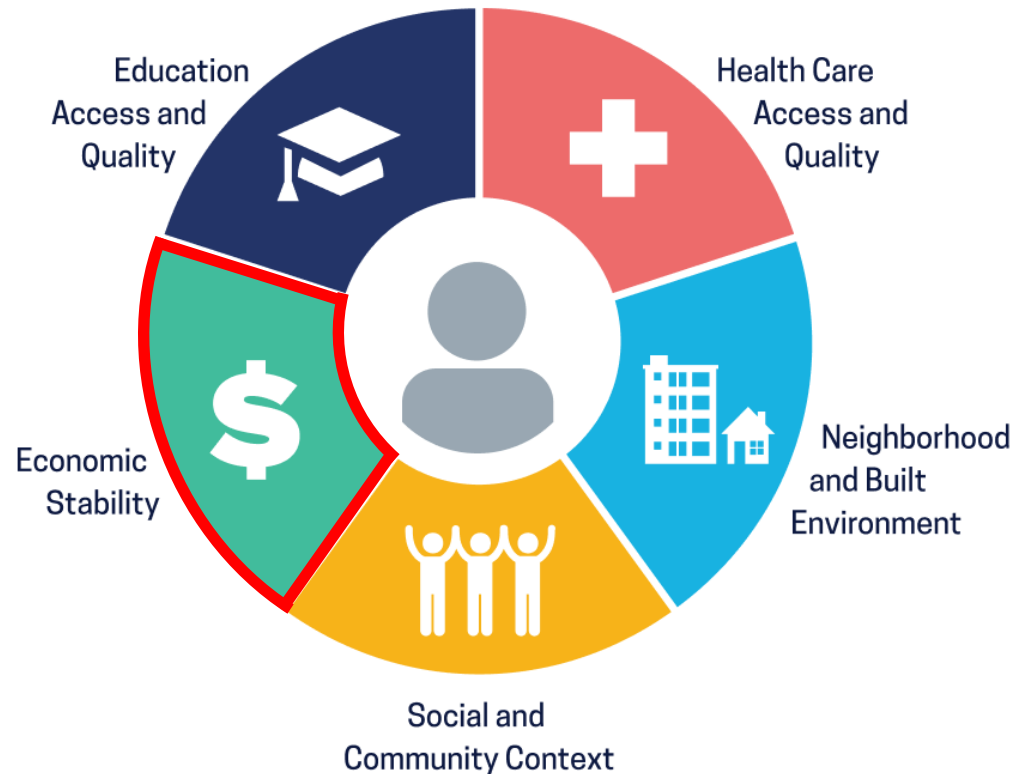 Education
Access and
Quality
Health Care
Access and
Quality
Economic
Stability
Neighborhood
and Built
Environment
Social and
Community Context